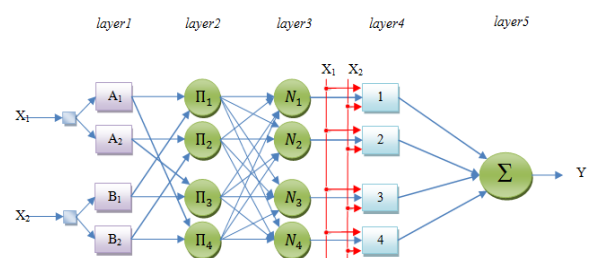 layer1 layer2 layer3 layer4 layer5
X₁ X₂
A₁ Π₁ N₁ 1
X₁
A₂ Π₂ N₂ 2
Σ Y
B₁ Π₃ N₃ 3
X₂
B₂ Π₄ N₄ 4